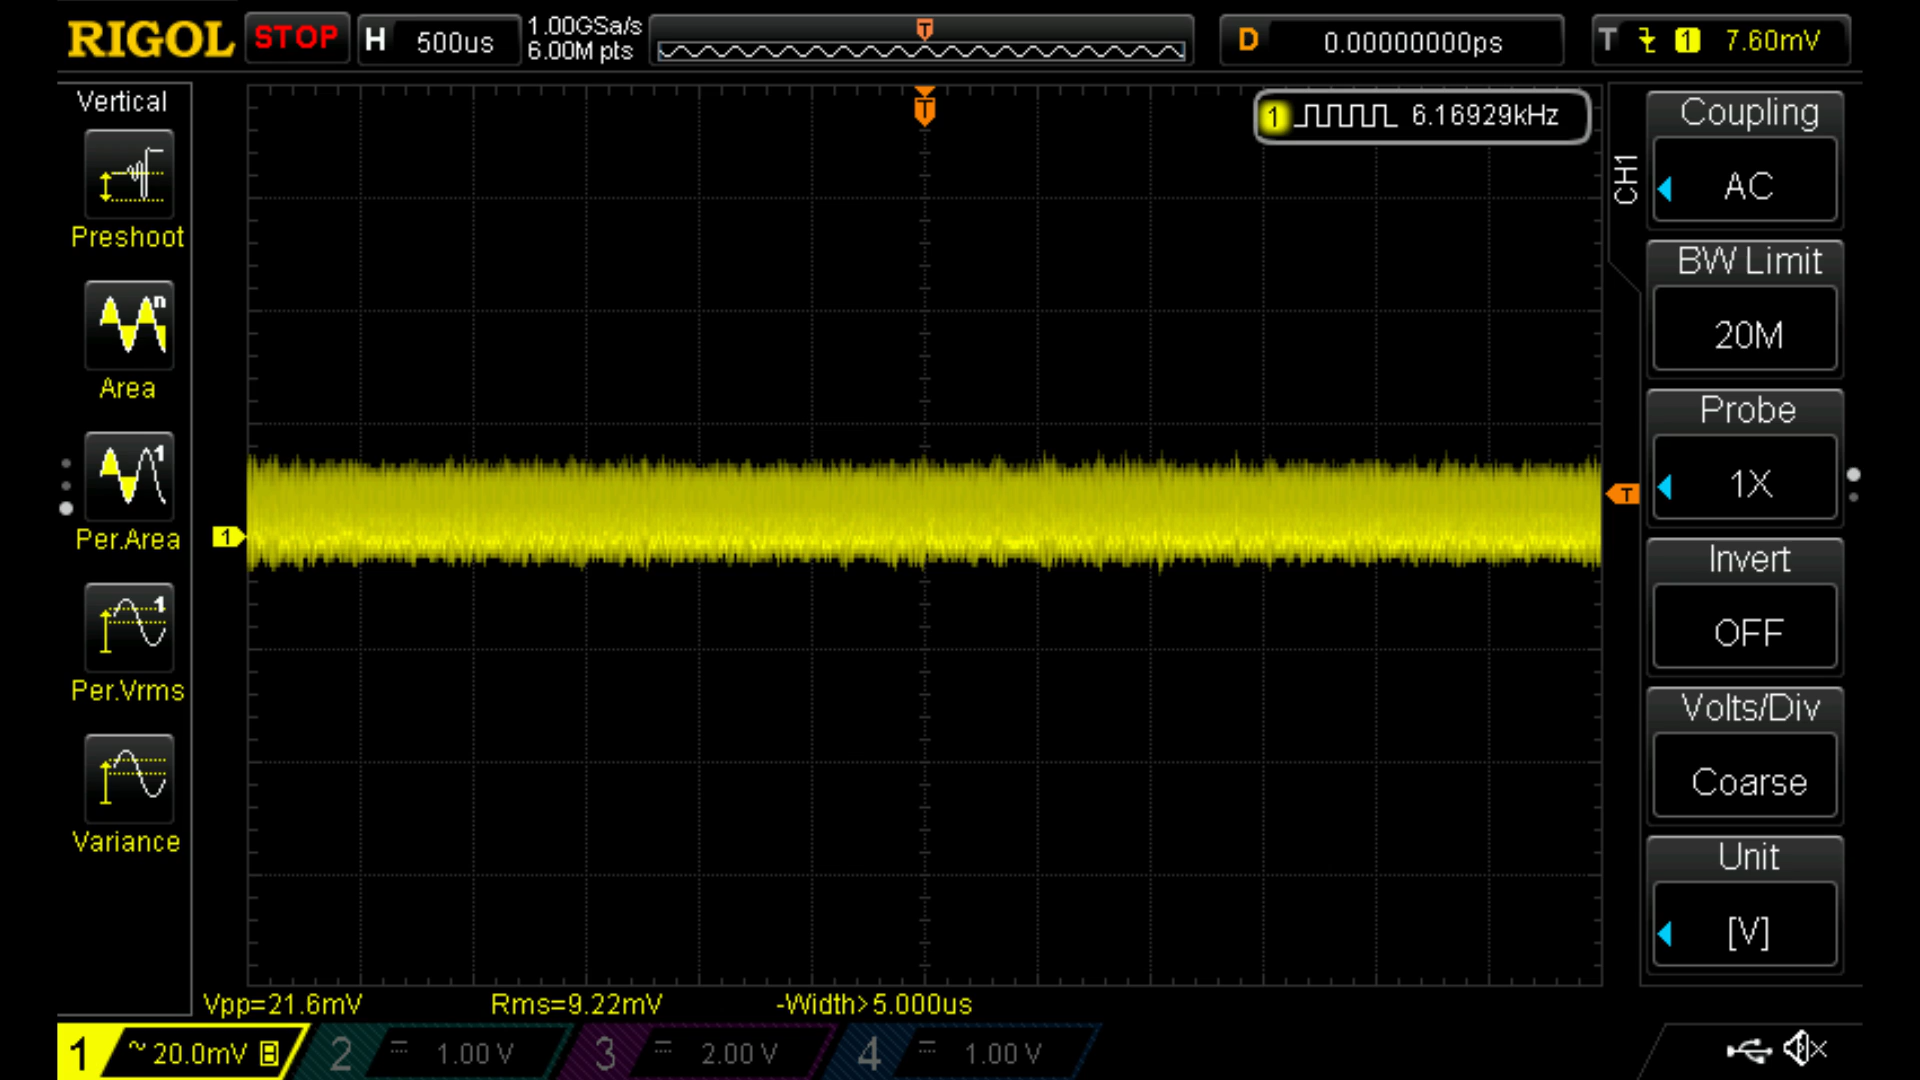 RIGOL STOP H 500us 1.00GSa/s 6.00M pts T D 0.00000000ps T 1 7.60mV
Vertical
Preshoot
n
Area
1
Per.Area
1
Per.Vrms
Variance
T
1 6.16929kHz
1
T
CH1
Coupling
AC
BW Limit
20M
Probe
1X
Invert
OFF
Volts/Div
Coarse
Unit
[V]
Vpp=21.6mV Rms=9.22mV -Width>5.000us
1 ~ 20.0mV B 2 1.00 V 3 2.00 V 4 1.00 V